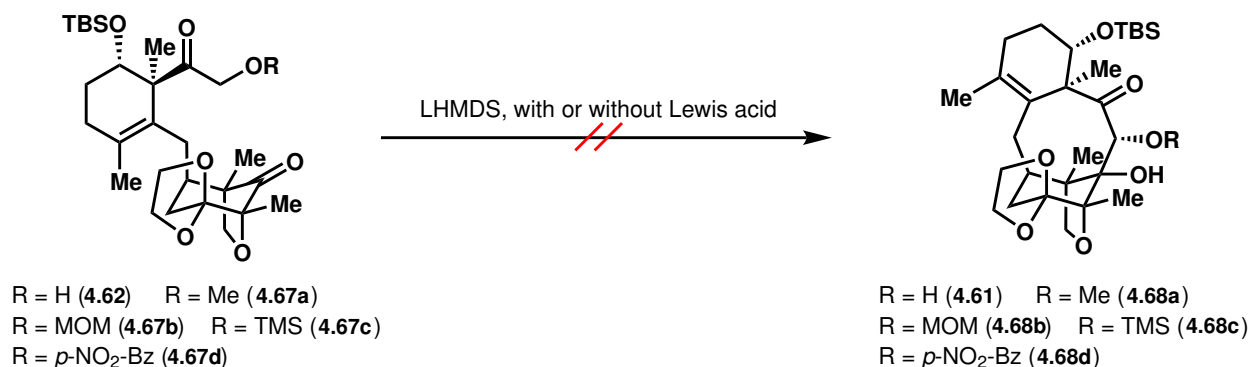 TBSO
Me
O
OR
Me
O
Me
O
Me
O
O
LHMDS, with or without Lewis acid
OTBS
Me
Me
O
OR
O
Me
OH
Me
O
O
R = H (4.62) R = Me (4.67a)
R = MOM (4.67b) R = TMS (4.67c)
R = p-NO₂-Bz (4.67d)
R = H (4.61) R = Me (4.68a)
R = MOM (4.68b) R = TMS (4.68c)
R = p-NO₂-Bz (4.68d)